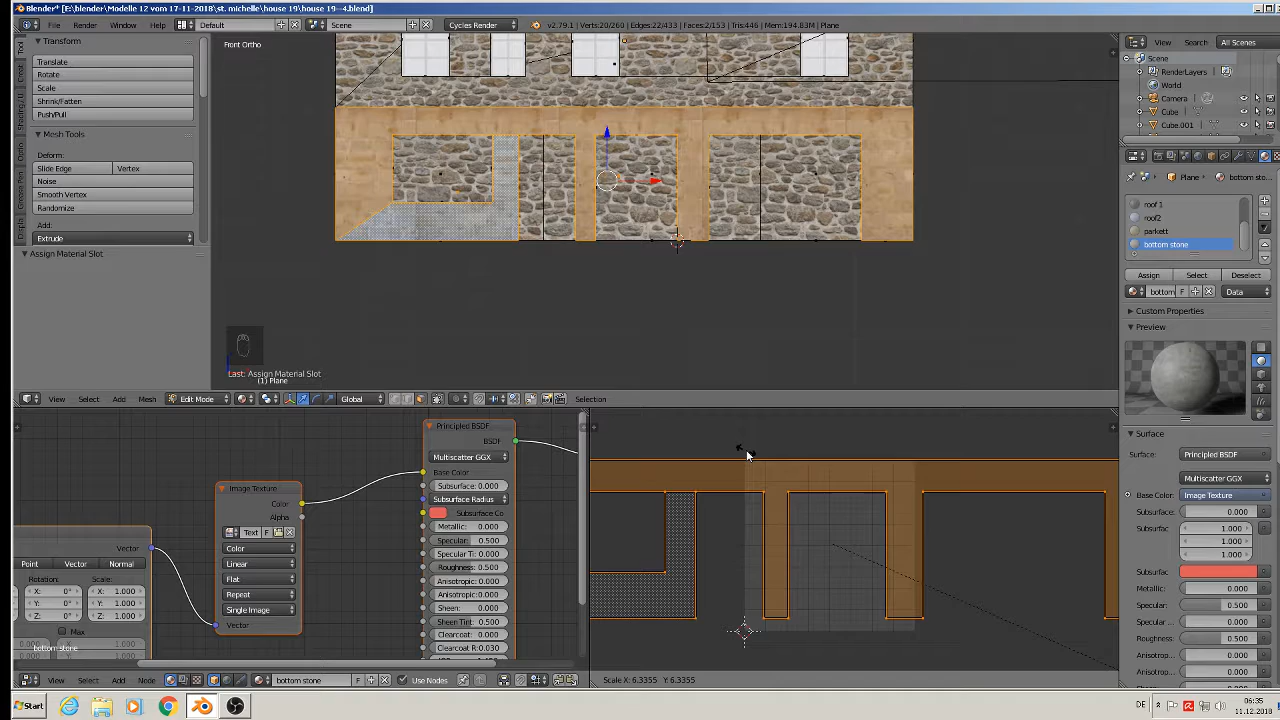 Blender* [E:\blender\Modelle 12 vom 17-11-2018\st. michelle\house 19\house 19--4.blend]
File Render Window Help Default Scene Cycles Render v2.79.1 | Verts:20/260 | Edges:22/433 | Faces:2/153 | Tris:446 | Mem:194.83M | Plane
Transform
Translate
Rotate
Scale
Shrink/Fatten
Push/Pull
Mesh Tools
Deform:
Slide Edge Vertex
Noise
Smooth Vertex
Randomize
Add:
Extrude
Assign Material Slot
Front Ortho
Last: Assign Material Slot
(1) Plane
View Select Add Mesh Edit Mode Global Selection
View Search All Scenes
Scene
RenderLayers
World
Camera
Cube
Cube.001
Plane bottom sto...
roof 1
roof2
parkett
bottom stone
Assign Select Deselect
bottom F Data
Custom Properties
Preview
Surface
Surface: Principled BSDF
Multiscatter GGX
Base Color: Image Texture
Subsurface: 0.000
Subsurfac 1.000
1.000
1.000
Subsurfac
Metallic: 0.000
Specular: 0.500
Specular 0.000
Roughness: 0.500
Anisotropi 0.000
Anisotropi 0.000
Vector
Point Vector Normal
Rotation: Scale:
X: 0° X: 1.000
Y: 0° Y: 1.000
Z: 0° Z: 1.000
Max
bottom stone
Image Texture
Color
Alpha
Text F
Color
Linear
Flat
Repeat
Single Image
Vector
Principled BSDF
BSDF
Multiscatter GGX
Base Color
Subsurface: 0.000
Subsurface Radius
Subsurface Co
Metallic: 0.000
Specular: 0.500
Specular Ti: 0.000
Roughness: 0.500
Anisotropic: 0.000
Anisotropic: 0.000
Sheen: 0.000
Sheen Tint: 0.500
Clearcoat: 0.000
Clearcoat R:0.030
View Select Add Node bottom stone F Use Nodes
Scale X: 6.3355 Y: 6.3355
Start
DE
06:35
11.12.2018